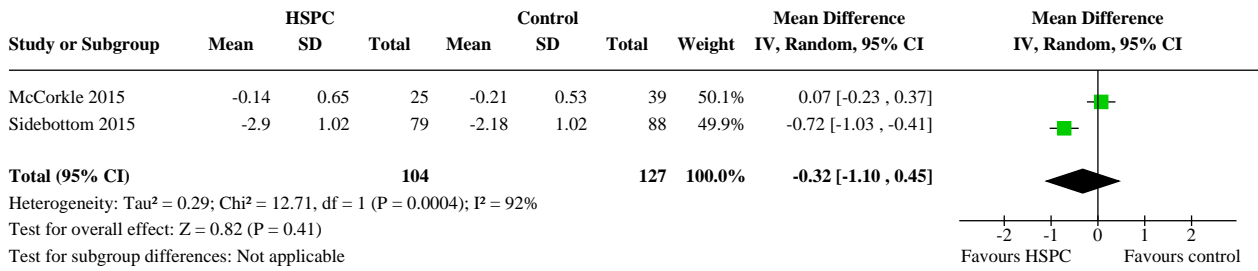 HSPC Control Mean Difference Mean Difference
Study or Subgroup Mean SD Total Mean SD Total Weight IV, Random, 95% CI IV, Random, 95% CI
McCorkle 2015 -0.14 0.65 25 -0.21 0.53 39 50.1% 0.07 [-0.23 , 0.37]
Sidebottom 2015 -2.9 1.02 79 -2.18 1.02 88 49.9% -0.72 [-1.03 , -0.41]
Total (95% CI) 104 127 100.0% -0.32 [-1.10 , 0.45]
Heterogeneity: Tau² = 0.29; Chi² = 12.71, df = 1 (P = 0.0004); I² = 92%
Test for overall effect: Z = 0.82 (P = 0.41)
-2 -1 0 1 2
Test for subgroup differences: Not applicable
Favours HSPC Favours control